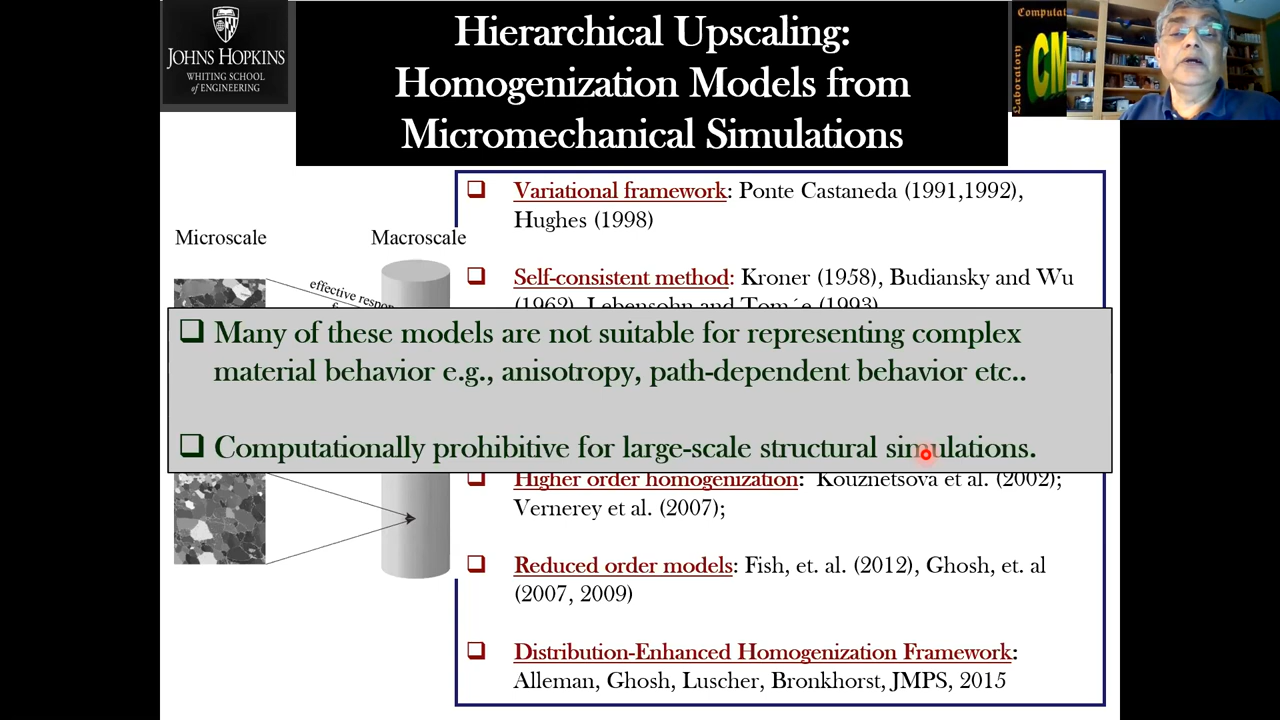 JOHNS HOPKINS
WHITING SCHOOL
of ENGINEERING
Hierarchical Upscaling:
Homogenization Models from
Micromechanical Simulations
Laboratory
CM
❑ Variational framework: Ponte Castaneda (1991,1992),
Hughes (1998)
Microscale
Macroscale
❑ Self-consistent method: Kroner (1958), Budiansky and Wu
(1962), Lebensohn and Tom´e (1993)
effective
❑ Many of these models are not suitable for representing complex
material behavior e.g., anisotropy, path-dependent behavior etc..
❑ Computationally prohibitive for large-scale structural simulations.
❑ Higher order homogenization: Kouznetsova et al. (2002);
Vernerey et al. (2007);
❑ Reduced order models: Fish, et. al. (2012), Ghosh, et. al
(2007, 2009)
❑ Distribution-Enhanced Homogenization Framework:
Alleman, Ghosh, Luscher, Bronkhorst, JMPS, 2015